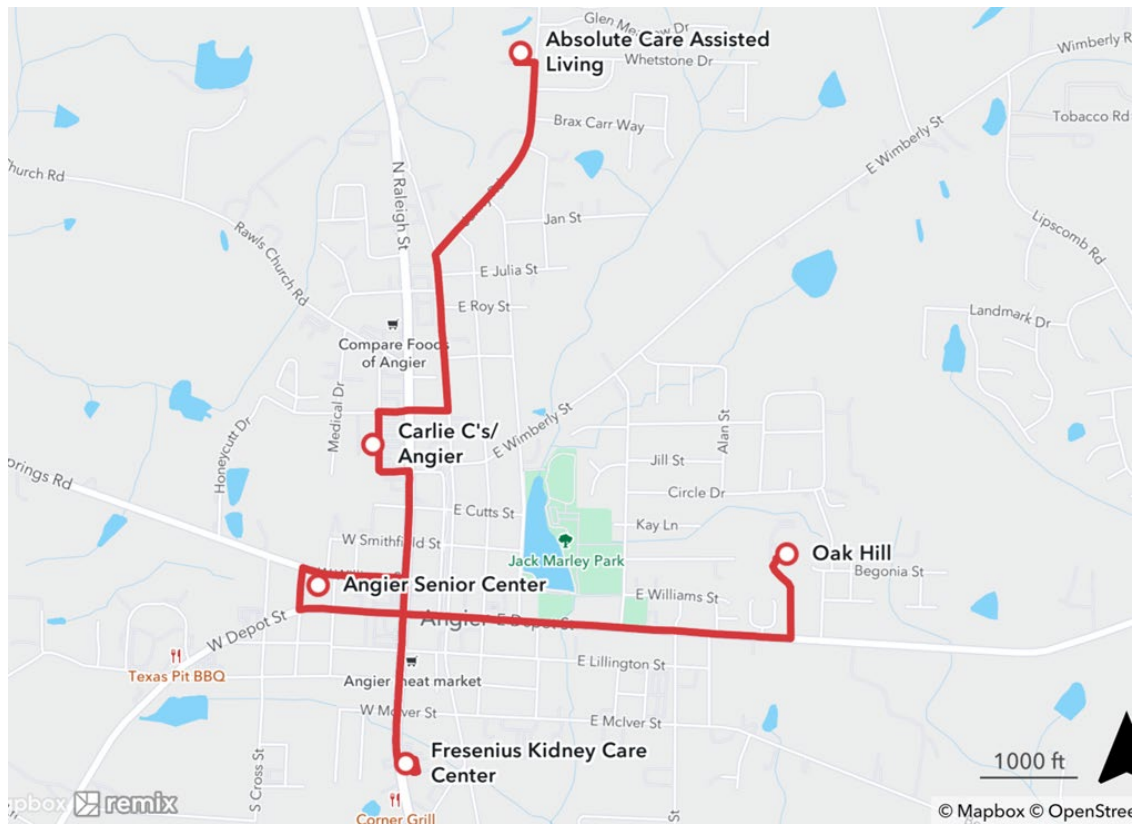 Glen Meadow Dr
Absolute Care Assisted
Living
Whetstone Dr
Wimberly R
Tobacco Rd
Brax Carr Way
E Wimberly St
Church Rd
N Raleigh St
Rawls Church Rd
Jan St
Lipscomb Rd
E Julia St
E Roy St
Landmark Dr
Compare Foods
of Angier
Medical Dr
Honeycutt Dr
Carlie C's/
Angier
E Wimberly St
Alan St
Jill St
Circle Dr
prings Rd
E Cutts St
Kay Ln
W Smithfield St
Jack Marley Park
Oak Hill
Begonia St
Angier Senior Center
E Williams St
W Depot St
Angier
E Depot St
E Lillington St
Texas Pit BBQ
Angier meat market
W McIver St
E McIver St
Fresenius Kidney Care
Center
S Cross St
1000 ft
pbox remix
Corner Grill
St
© Mapbox © OpenStree